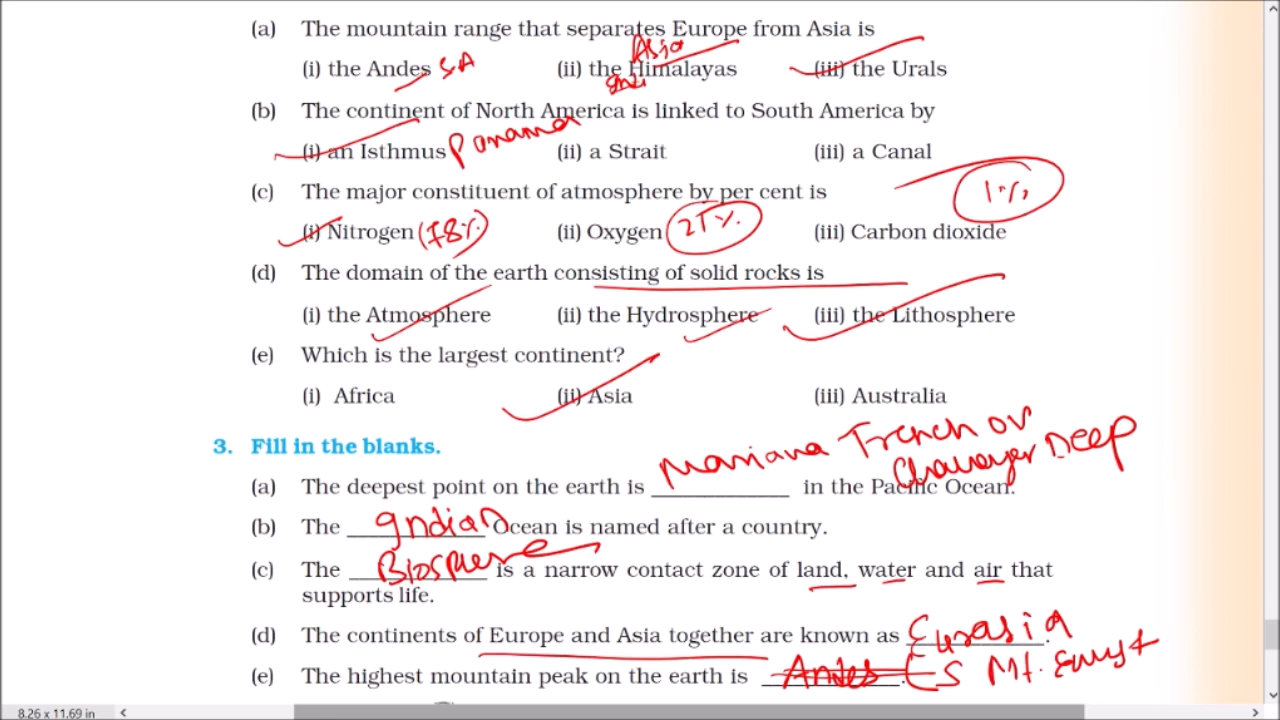 (a) The mountain range that separates Europe from Asia is
Asia
(i) the Andes SA (ii) the Himalayas (iii) the Urals
(b) The continent of North America is linked to South America by
(i) an Isthmus Panama (ii) a Strait (iii) a Canal
(c) The major constituent of atmosphere by per cent is
1%
(i) Nitrogen (78%) (ii) Oxygen 21% (iii) Carbon dioxide
(d) The domain of the earth consisting of solid rocks is
(i) the Atmosphere (ii) the Hydrosphere (iii) the Lithosphere
(e) Which is the largest continent?
(i) Africa (ii) Asia (iii) Australia
3. Fill in the blanks.
Mariana Trench or
Deep
(a) The deepest point on the earth is ____________ in the Pacific Ocean.
(b) The Indian Ocean is named after a country.
(c) The Biosphere is a narrow contact zone of land, water and air that
supports life.
(d) The continents of Europe and Asia together are known as Eurasia.
(e) The highest mountain peak on the earth is Andes. Mt.
8.26 x 11.69 in